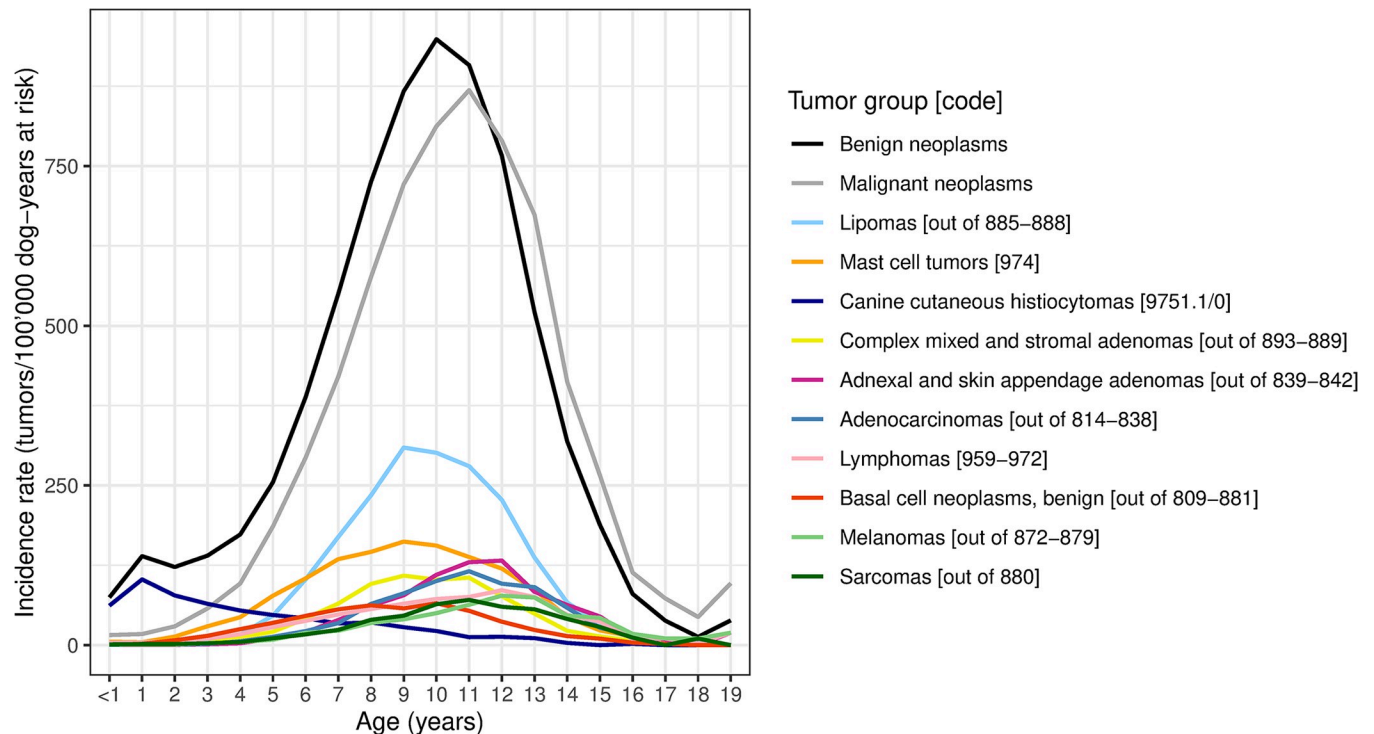 Incidence rate (tumors/100'000 dog−years at risk)
750
500
250
0
<1 1 2 3 4 5 6 7 8 9 10 11 12 13 14 15 16 17 18 19
Age (years)
Tumor group [code]
Benign neoplasms
Malignant neoplasms
Lipomas [out of 885−888]
Mast cell tumors [974]
Canine cutaneous histiocytomas [9751.1/0]
Complex mixed and stromal adenomas [out of 893−889]
Adnexal and skin appendage adenomas [out of 839−842]
Adenocarcinomas [out of 814−838]
Lymphomas [959−972]
Basal cell neoplasms, benign [out of 809−881]
Melanomas [out of 872−879]
Sarcomas [out of 880]